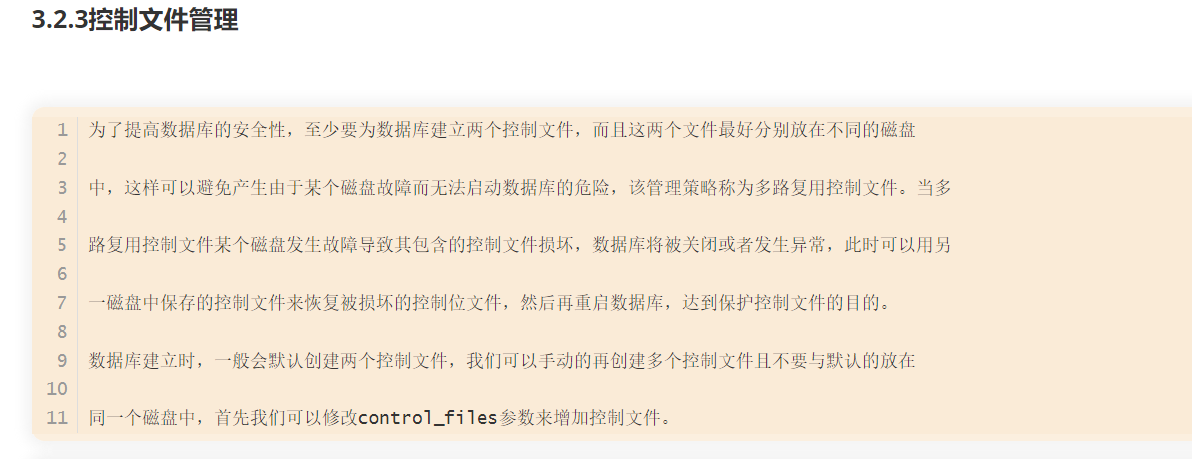 3.2.3控制文件管理
1 为了提高数据库的安全性，至少要为数据库建立两个控制文件，而且这两个文件最好分别放在不同的磁盘
2
3 中，这样可以避免产生由于某个磁盘故障而无法启动数据库的危险，该管理策略称为多路复用控制文件。当多
4
5 路复用控制文件某个磁盘发生故障导致其包含的控制文件损坏，数据库将被关闭或者发生异常，此时可以用另
6
7 一磁盘中保存的控制文件来恢复被损坏的控制位文件，然后再重启数据库，达到保护控制文件的目的。
8
9 数据库建立时，一般会默认创建两个控制文件，我们可以手动的再创建多个控制文件且不要与默认的放在
10
11 同一个磁盘中，首先我们可以修改control_files参数来增加控制文件。